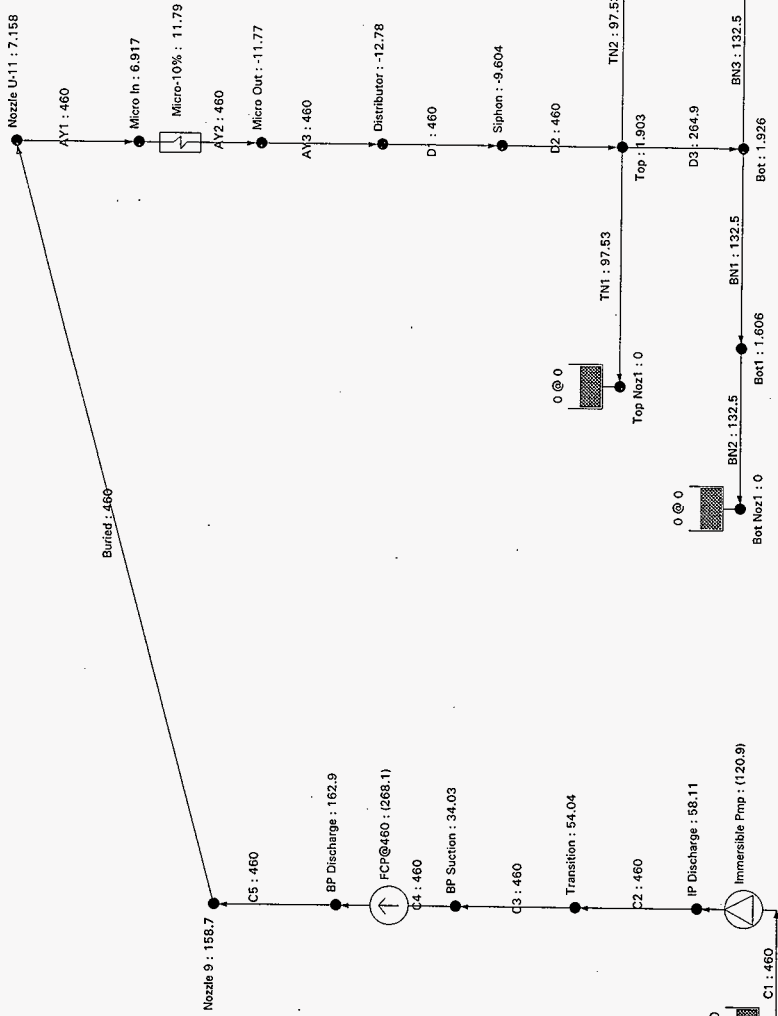 Nozzle U-11 : 7.158
AY1 : 460
Micro In : 6.917
Micro-10% : 11.79
AY2 : 460
Micro Out : -11.77
AY3 : 460
Distributor : -12.78
D1 : 460
Siphon : -9.604
D2 : 460
TN2 : 97.53
Top : 1.903
D3 : 264.9
BN3 : 132.5
Bot : 1.926
TN1 : 97.53
BN1 : 132.5
0 @ 0
Top Noz1 : 0
Bot1 : 1.606
BN2 : 132.5
0 @ 0
Bot Noz1 : 0
Buried : 460
Nozzle 9 : 158.7
C5 : 460
BP Discharge : 162.9
FCP@460 : (268.1)
C4 : 460
BP Suction : 34.03
C3 : 460
Transition : 54.04
C2 : 460
IP Discharge : 58.11
Immersible Pmp : (120.9)
C1 : 460